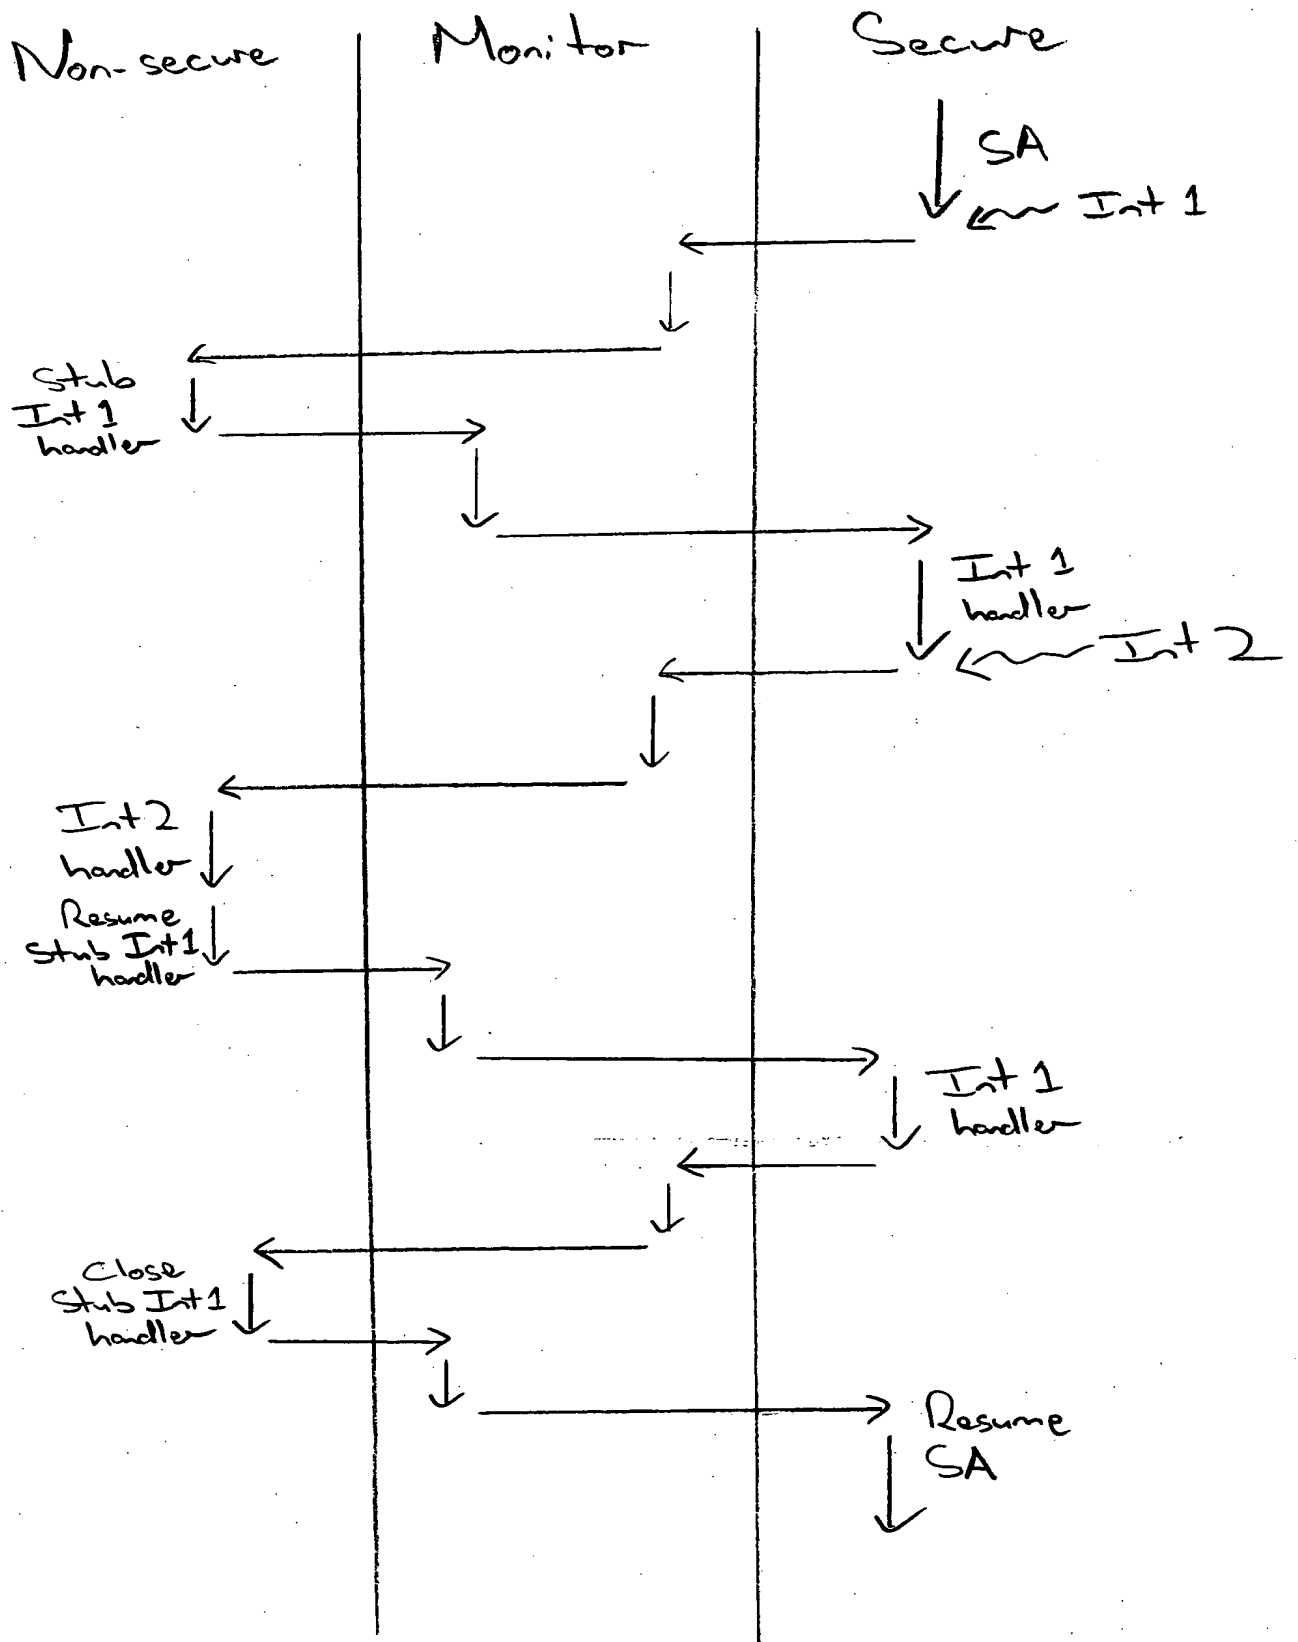 Non-secure
Monitor
Secure
SA
Int 1
Stub
Int 1
handler
Int 1
handler
Int 2
Int 2
handler
Resume
Stub Int 1
handler
Int 1
handler
Close
Stub Int 1
handler
Resume
SA